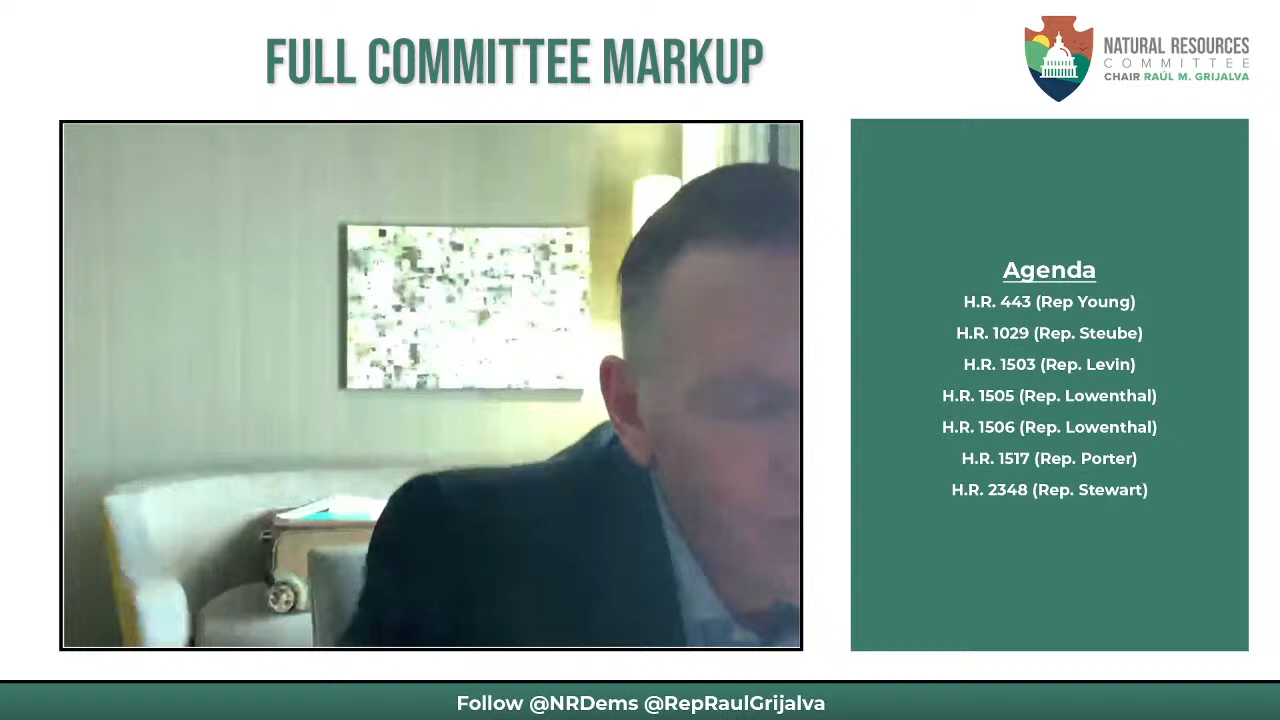 FULL COMMITTEE MARKUP
NATURAL RESOURCES
COMMITTEE
CHAIR RAÚL M. GRIJALVA
Agenda
H.R. 443 (Rep Young)
H.R. 1029 (Rep. Steube)
H.R. 1503 (Rep. Levin)
H.R. 1505 (Rep. Lowenthal)
H.R. 1506 (Rep. Lowenthal)
H.R. 1517 (Rep. Porter)
H.R. 2348 (Rep. Stewart)
Follow @NRDems @RepRaulGrijalva